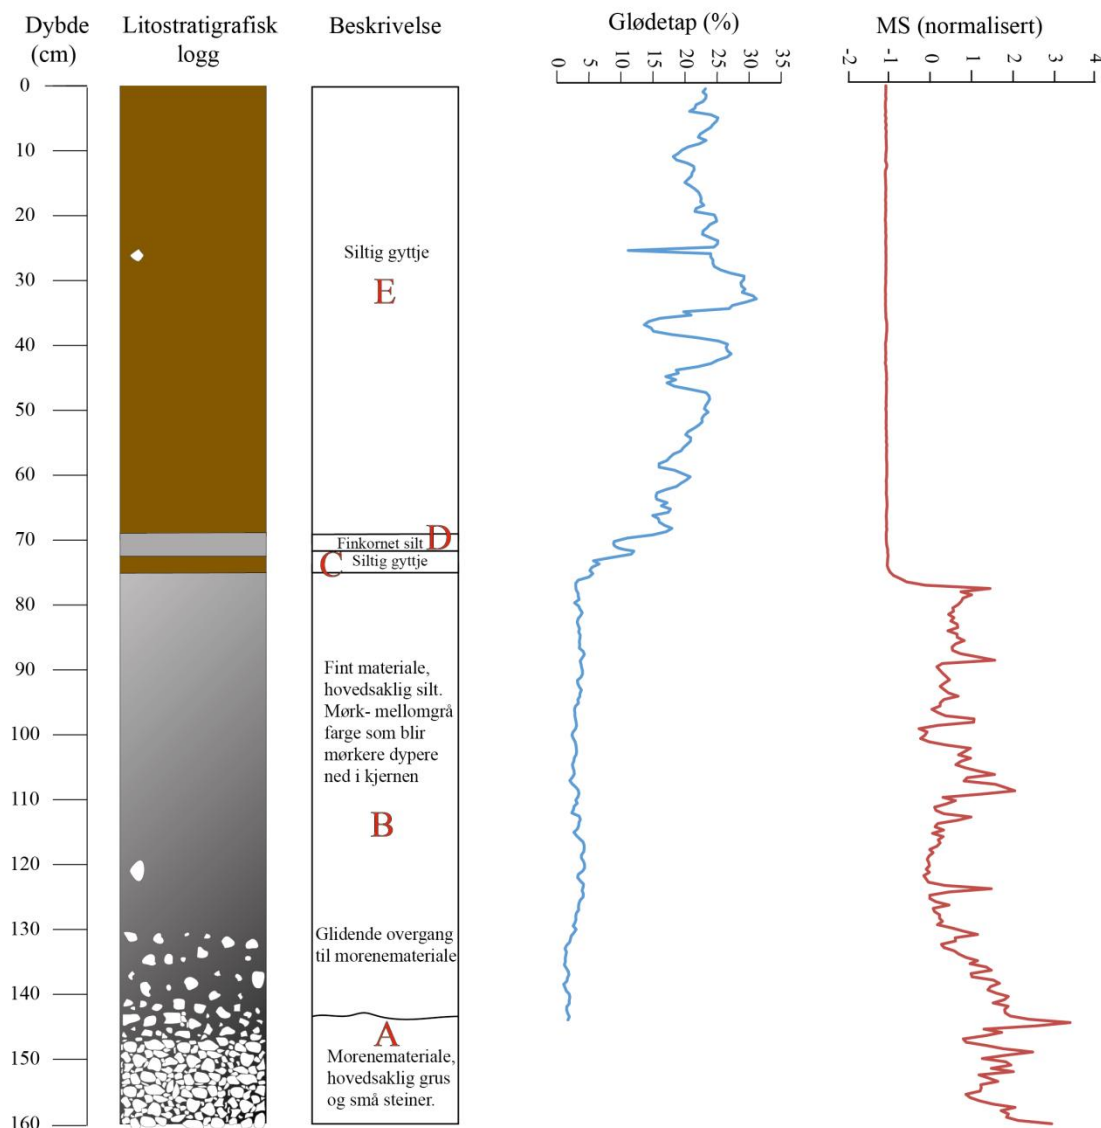 Dybde
(cm)
Litostratigrafisk
logg
Beskrivelse
Glødetap (%)
MS (normalisert)
0
5
10
15
20
25
30
35
-2
-1
0
1
2
3
4
0
10
20
30
40
50
60
70
80
90
100
110
120
130
140
150
160
Siltig gyttje
E
Finkornet silt
D
C
Siltig gyttje
Fint materiale,
hovedsaklig silt.
Mørk- mellomgrå
farge som blir
mørkere dypere
ned i kjernen
B
Glidende overgang
til morenemateriale
A
Morenemateriale,
hovedsaklig grus
og små steiner.